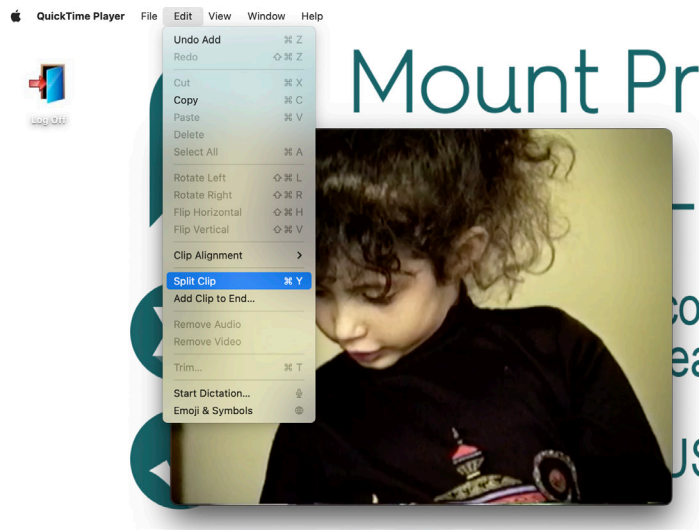 QuickTime Player File Edit View Window Help
Undo Add ⌘ Z
Redo ⇧ ⌘ Z
Cut ⌘ X
Copy ⌘ C
Paste ⌘ V
Delete
Select All ⌘ A
Rotate Left ⇧ ⌘ L
Rotate Right ⇧ ⌘ R
Flip Horizontal ⇧ ⌘ H
Flip Vertical ⇧ ⌘ V
Clip Alignment >
Split Clip ⌘ Y
Add Clip to End...
Remove Audio
Remove Video
Trim... ⌘ T
Start Dictation...
Emoji & Symbols
Log Off
Mount Pr